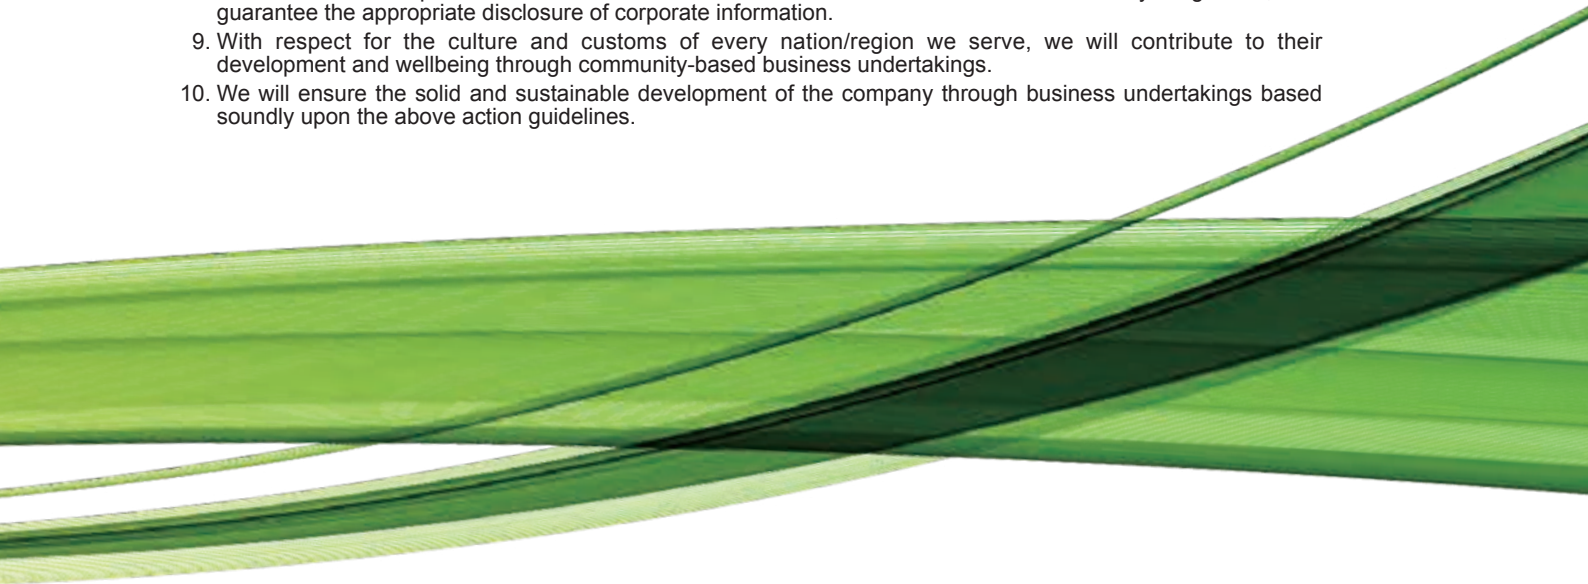 guarantee the appropriate disclosure of corporate information.
9. With respect for the culture and customs of every nation/region we serve, we will contribute to their
development and wellbeing through community-based business undertakings.
10. We will ensure the solid and sustainable development of the company through business undertakings based
soundly upon the above action guidelines.